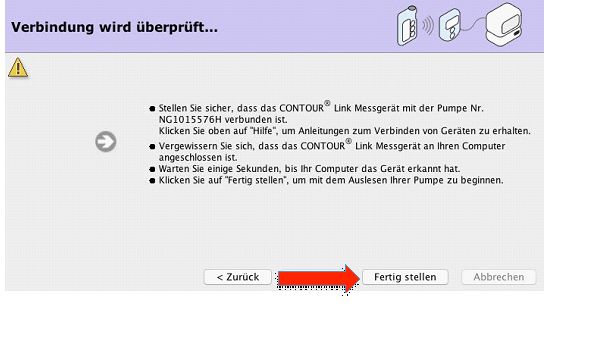 Verbindung wird überprüft...
Stellen Sie sicher, dass das CONTOUR® Link Messgerät mit der Pumpe Nr.
NG1015576H verbunden ist.
Klicken Sie oben auf "Hilfe", um Anleitungen zum Verbinden von Geräten zu erhalten.
Vergewissern Sie sich, dass das CONTOUR® Link Messgerät an Ihren Computer
angeschlossen ist.
Warten Sie einige Sekunden, bis Ihr Computer das Gerät erkannt hat.
Klicken Sie auf "Fertig stellen", um mit dem Auslesen Ihrer Pumpe zu beginnen.
< Zurück Fertig stellen Abbrechen